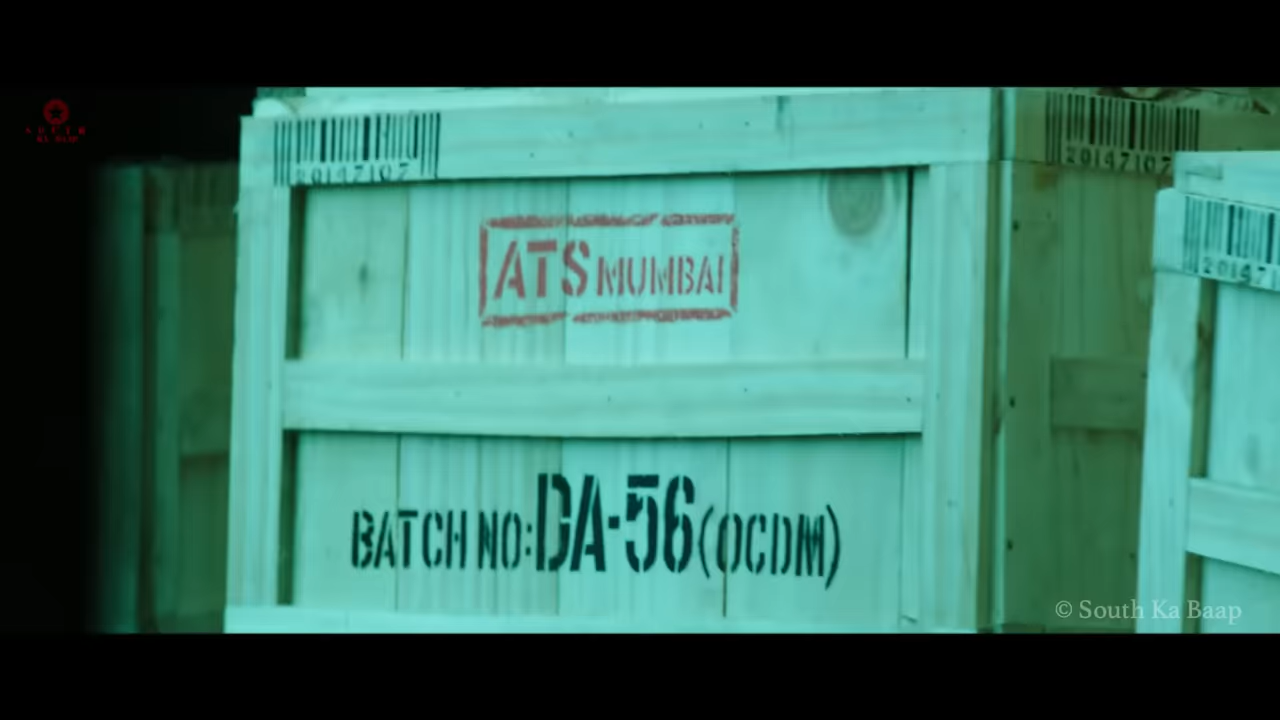 20147107
20147107
ATS MUMBAI
BATCH NO: DA-56 (OCDM)
© South Ka Baap